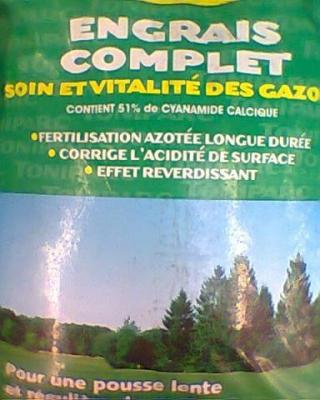 ENGRAIS
COMPLET
SOIN ET VITALITÉ DES GAZO
CONTIENT 51% de CYANAMIDE CALCIQUE
•FERTILISATION AZOTÉE LONGUE DURÉE
• CORRIGE L'ACIDITÉ DE SURFACE
• EFFET REVERDISSANT
Pour une pousse lente
et